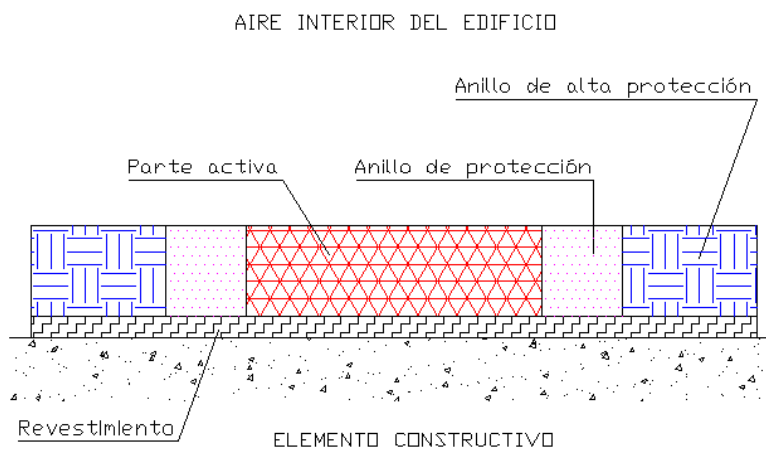 AIRE INTERIOR DEL EDIFICIO
Anillo de alta protección
Parte activa
Anillo de protección
Revestimiento
ELEMENTO CONSTRUCTIVO